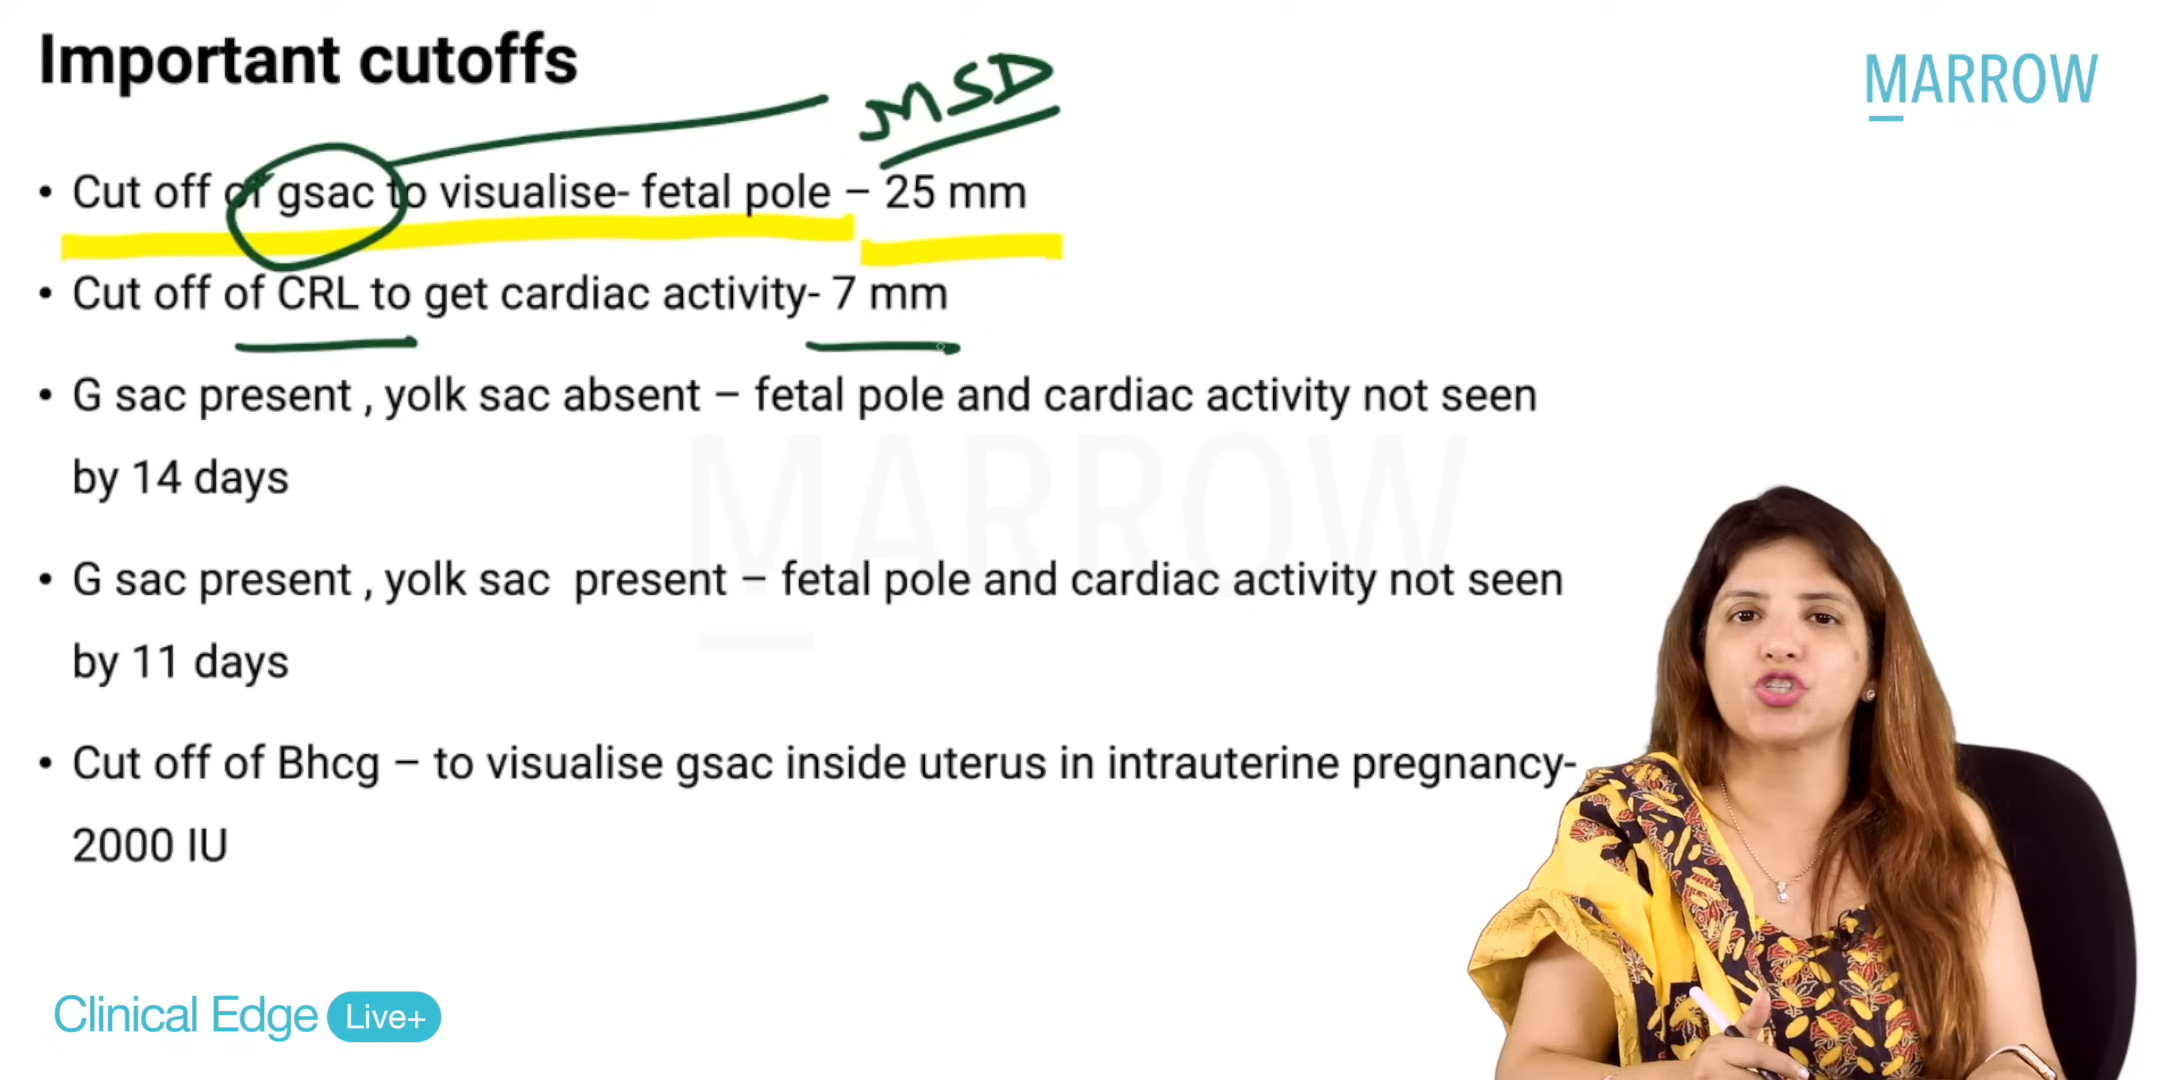 Important cutoffs
MSD
MARROW
• Cut off of gsac to visualise- fetal pole – 25 mm
• Cut off of CRL to get cardiac activity- 7 mm
• G sac present , yolk sac absent – fetal pole and cardiac activity not seen
by 14 days
MARROW
• G sac present , yolk sac present – fetal pole and cardiac activity not seen
by 11 days
• Cut off of Bhcg – to visualise gsac inside uterus in intrauterine pregnancy-
2000 IU
Clinical Edge Live+